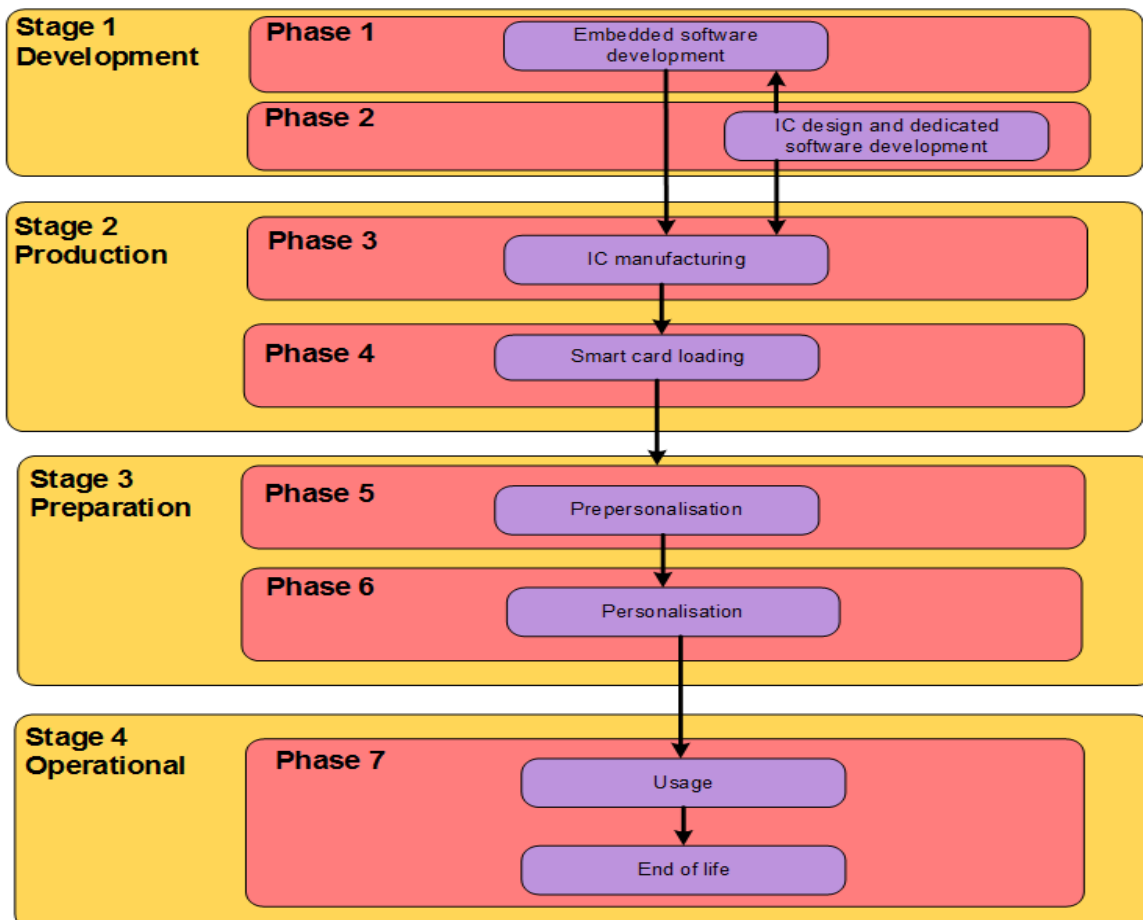 Stage 1
Development
Phase 1
Embedded software
development
Phase 2
IC design and dedicated
software development
Stage 2
Production
Phase 3
IC manufacturing
Phase 4
Smart card loading
Stage 3
Preparation
Phase 5
Prepersonalisation
Phase 6
Personalisation
Stage 4
Operational
Phase 7
Usage
End of life